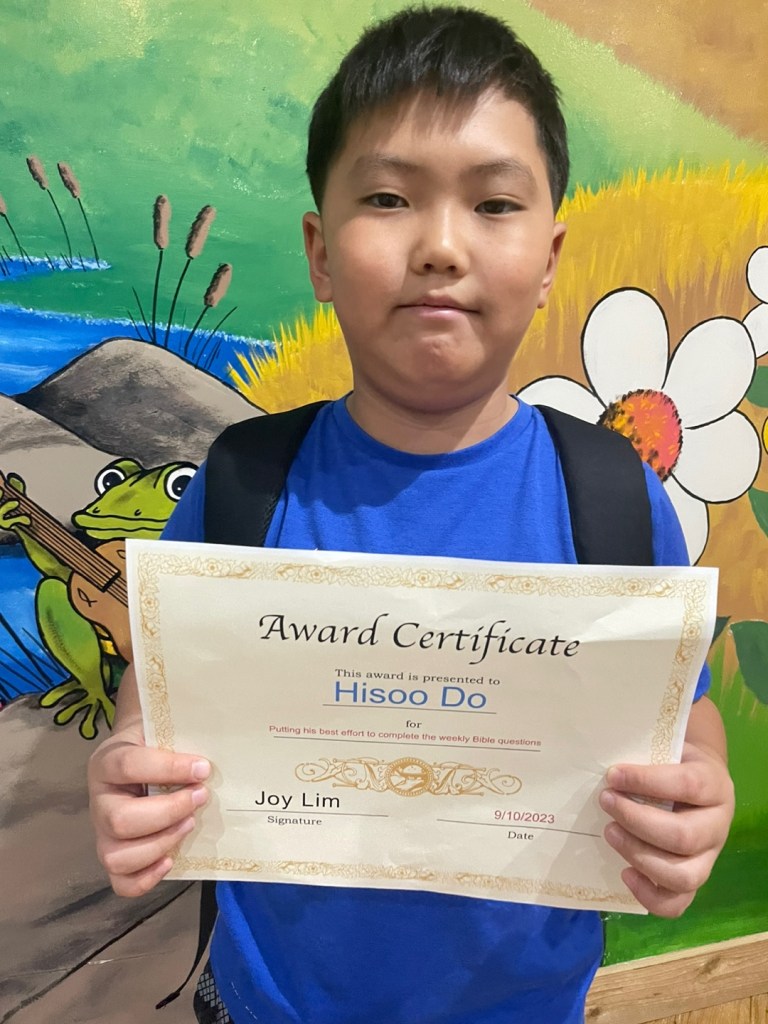 Award Certificate
This award is presented to
Hisoo Do
for
Putting his best effort to complete the weekly Bible questions
Joy Lim
Signature
9/10/2023
Date